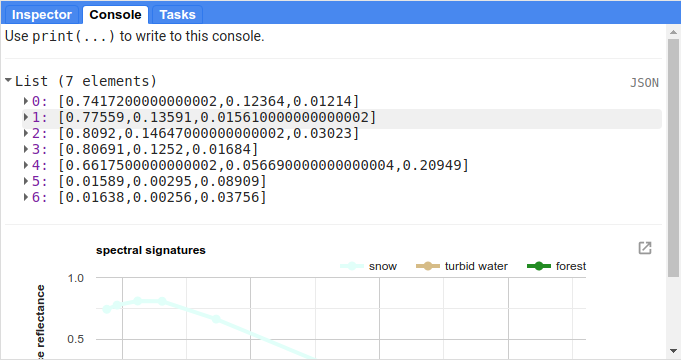 Inspector Console Tasks
Use print(...) to write to this console.
List (7 elements) JSON
0: [0.7417200000000002,0.12364,0.01214]
1: [0.77559,0.13591,0.015610000000000002]
2: [0.8092,0.14647000000000002,0.03023]
3: [0.80691,0.1252,0.01684]
4: [0.6617500000000002,0.056690000000000004,0.20949]
5: [0.01589,0.00295,0.08909]
6: [0.01638,0.00256,0.03756]
spectral signatures
snow turbid water forest
1.0
0.5
reflectance